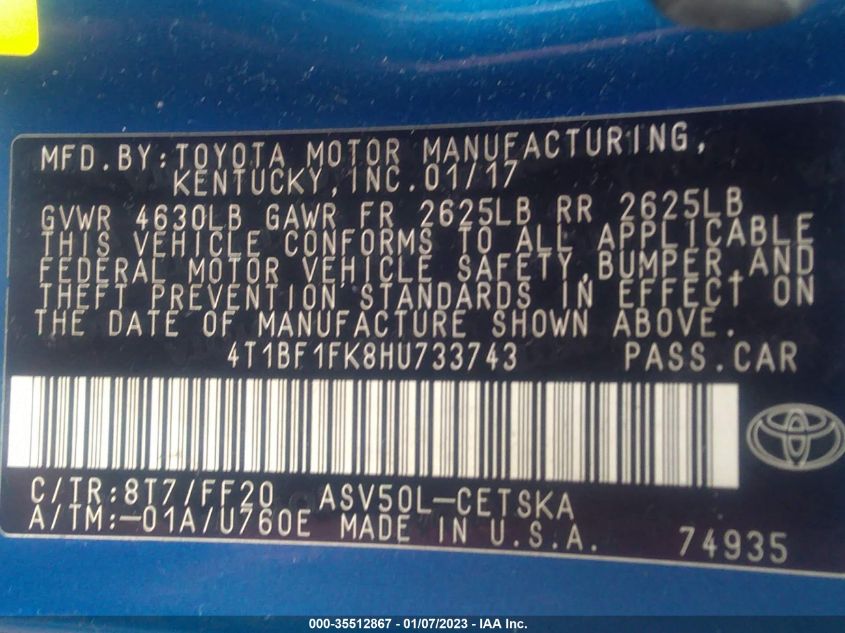 MFD.BY:TOYOTA MOTOR MANUFACTURING,
KENTUCKY,INC.01/17
GVWR 4630LB GAWR FR 2625LB RR 2625LB
THIS VEHICLE CONFORMS TO ALL APPLICABLE
FEDERAL MOTOR VEHICLE SAFETY,BUMPER,AND
THEFT PREVENTION STANDARDS IN EFFECT ON
THE DATE OF MANUFACTURE SHOWN ABOVE.
4T1BF1FK8HU733743 PASS.CAR
C/TR:8T7/FF20 ASV50L-CETSKA
A/TM:-01A/U760E MADE IN U.S.A. 74935
000-35512867 - 01/07/2023 - IAA Inc.